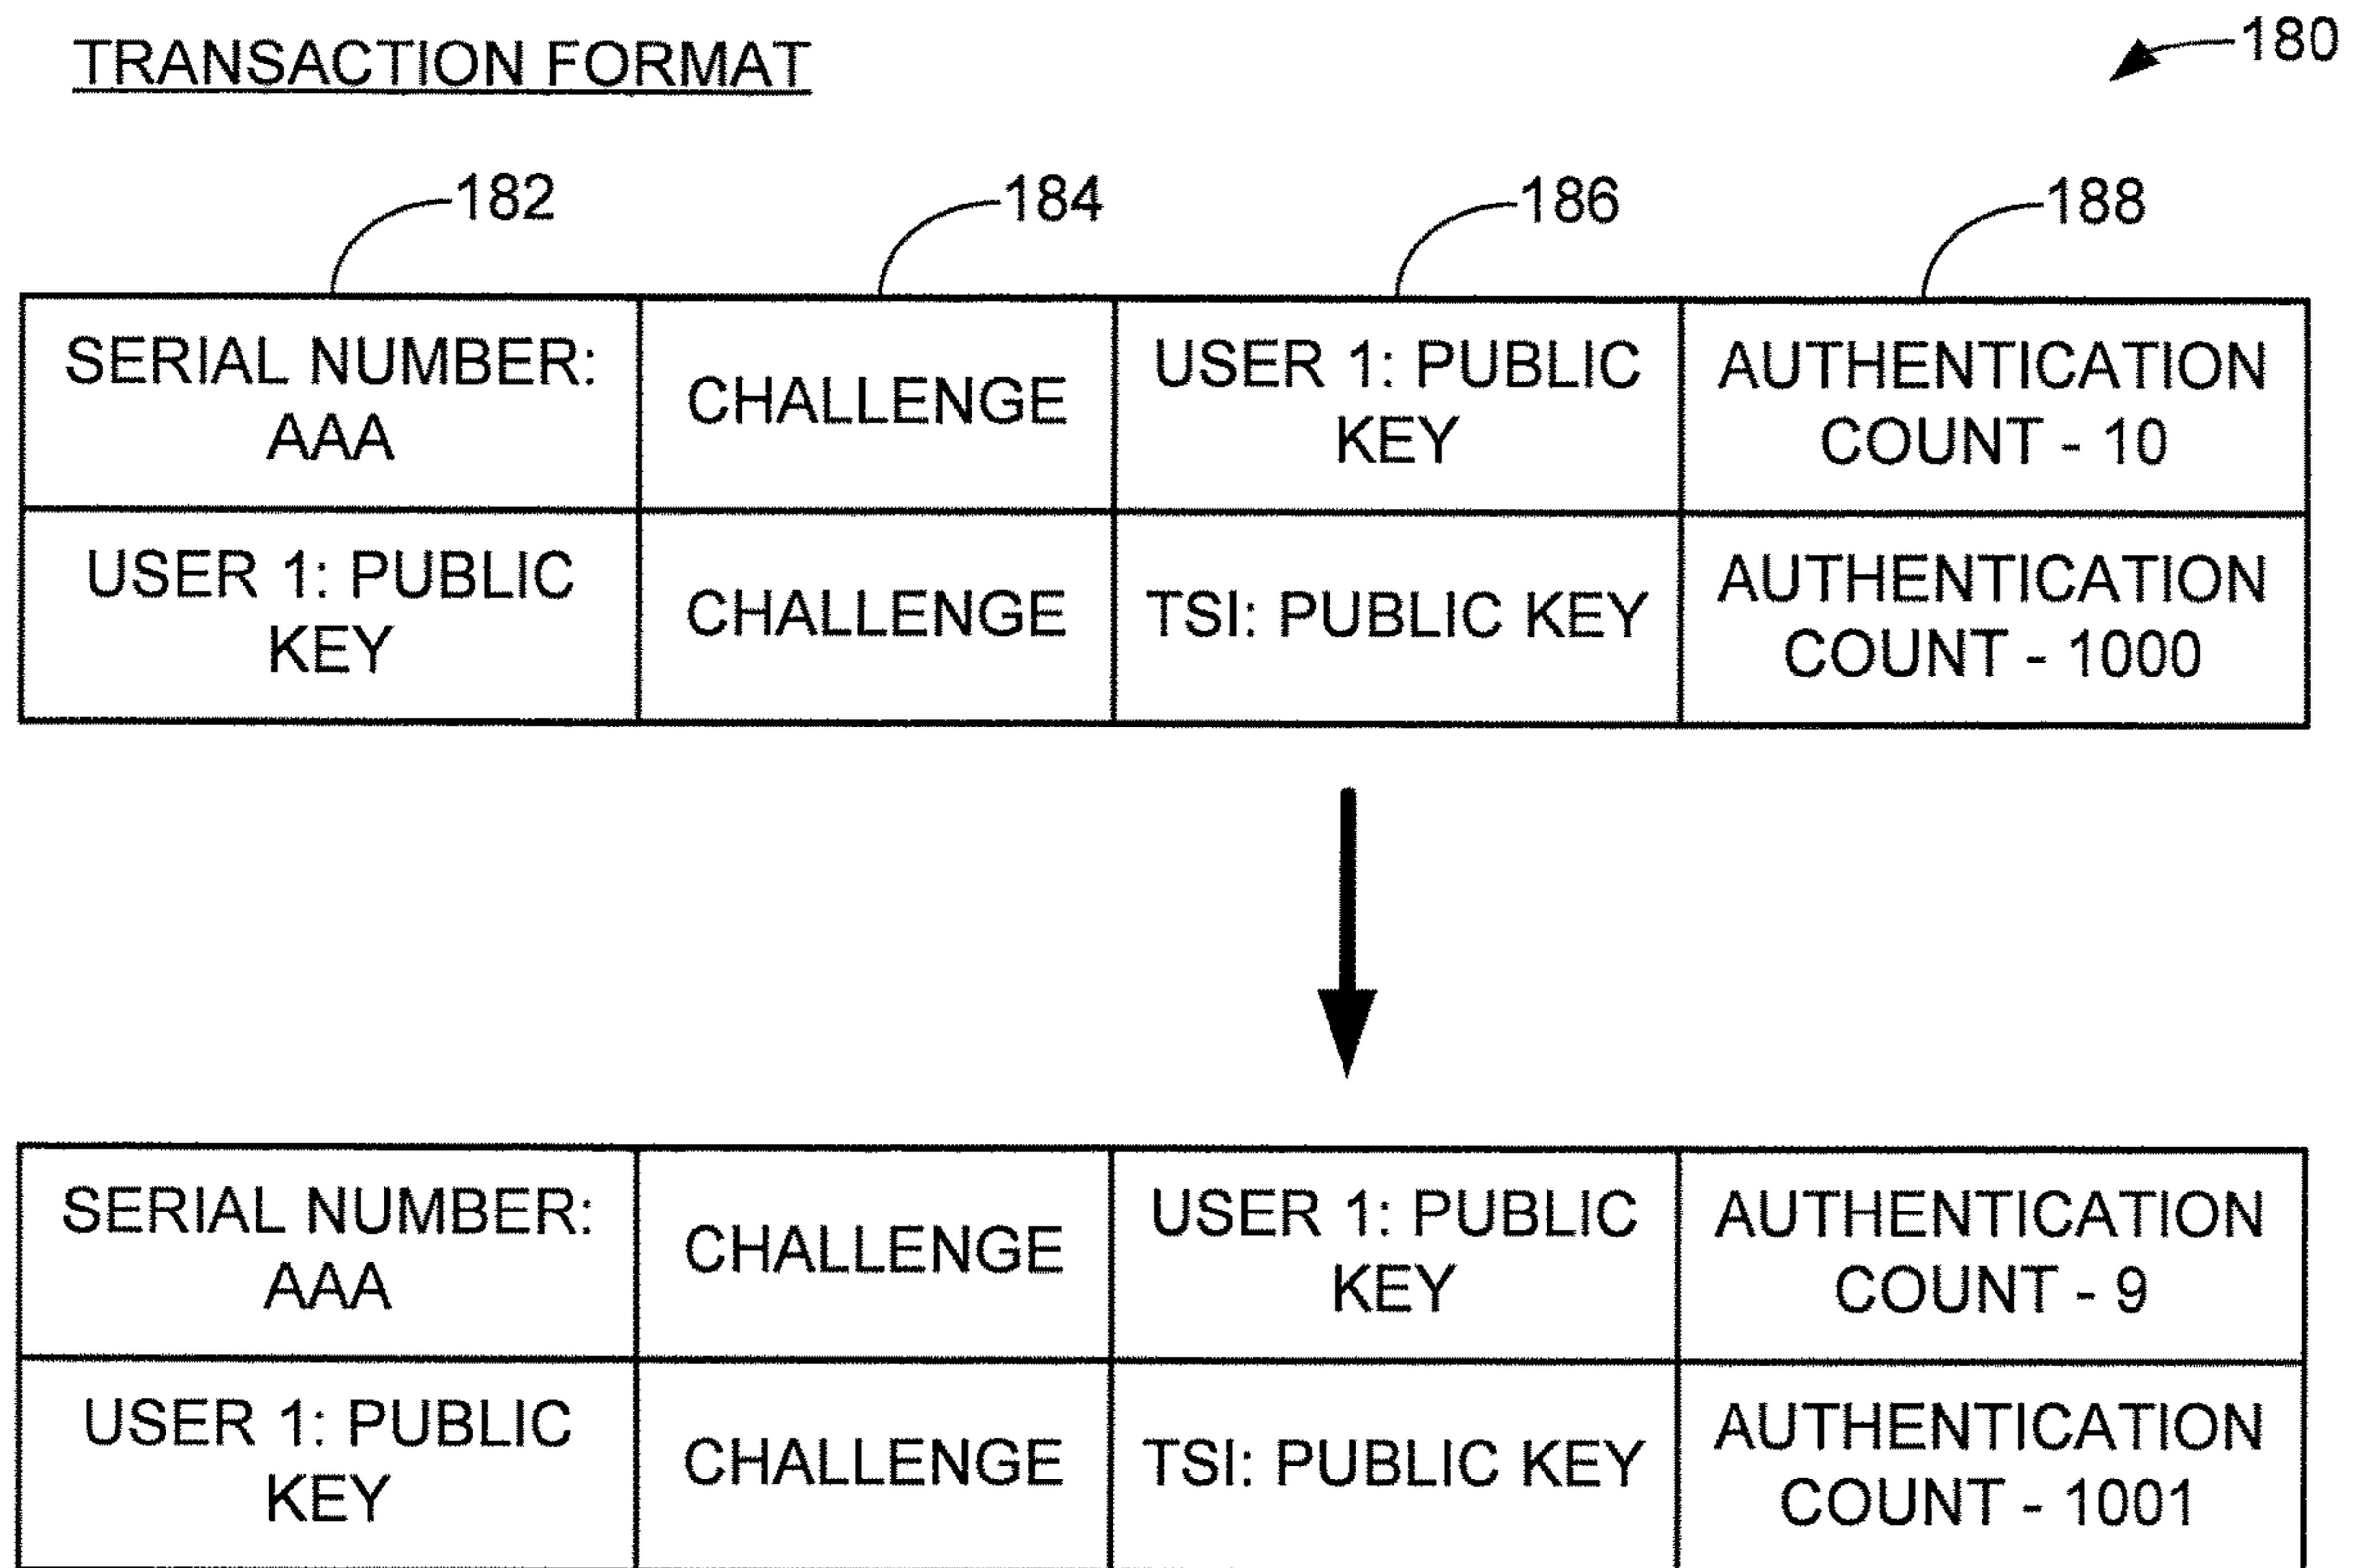 TRANSACTION FORMAT
180
182
184
186
188
SERIAL NUMBER:
AAA
CHALLENGE
USER 1: PUBLIC
KEY
AUTHENTICATION
COUNT - 10
USER 1: PUBLIC
KEY
CHALLENGE
TSI: PUBLIC KEY
AUTHENTICATION
COUNT - 1000
SERIAL NUMBER:
AAA
CHALLENGE
USER 1: PUBLIC
KEY
AUTHENTICATION
COUNT - 9
USER 1: PUBLIC
KEY
CHALLENGE
TSI: PUBLIC KEY
AUTHENTICATION
COUNT - 1001